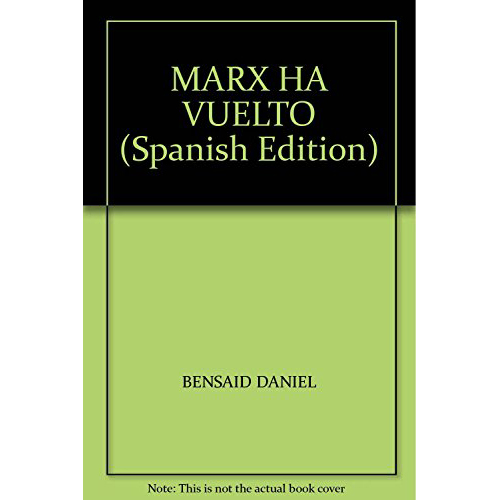 MARX HA
VUELTO
(Spanish Edition)
BENSAID DANIEL
Note: This is not the actual book cover